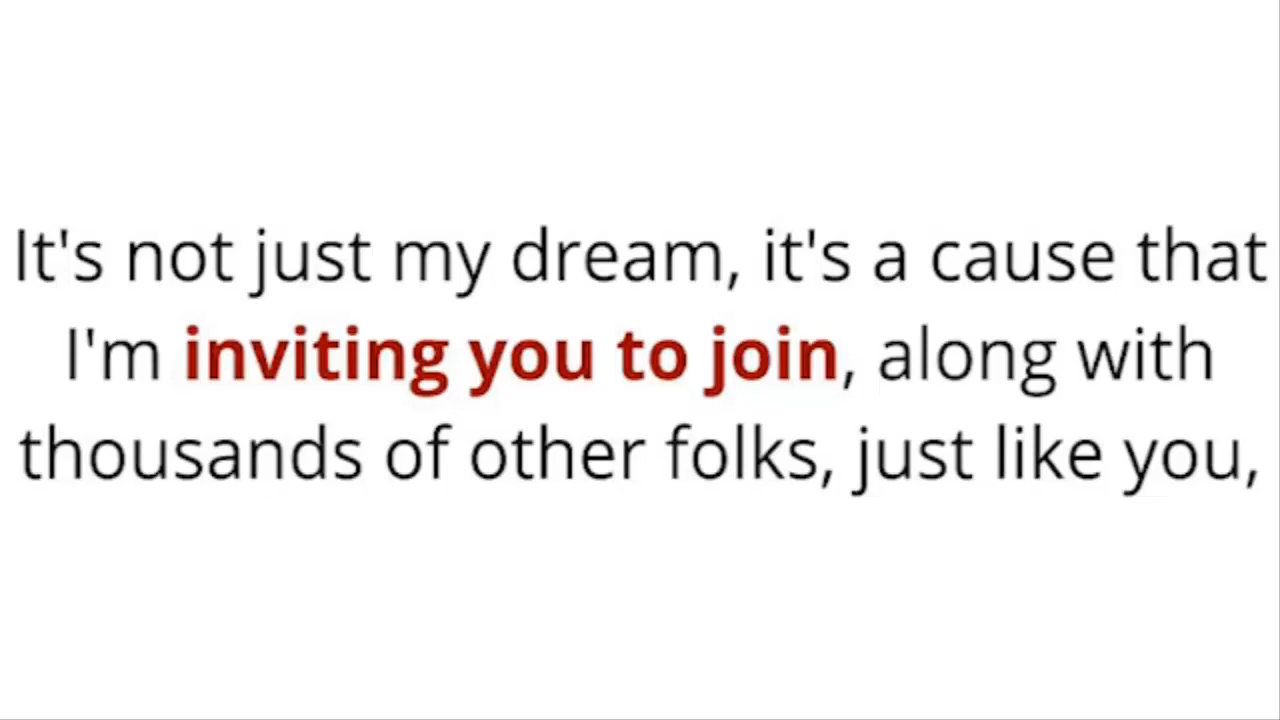 It's not just my dream, it's a cause that
I'm inviting you to join, along with
thousands of other folks, just like you,